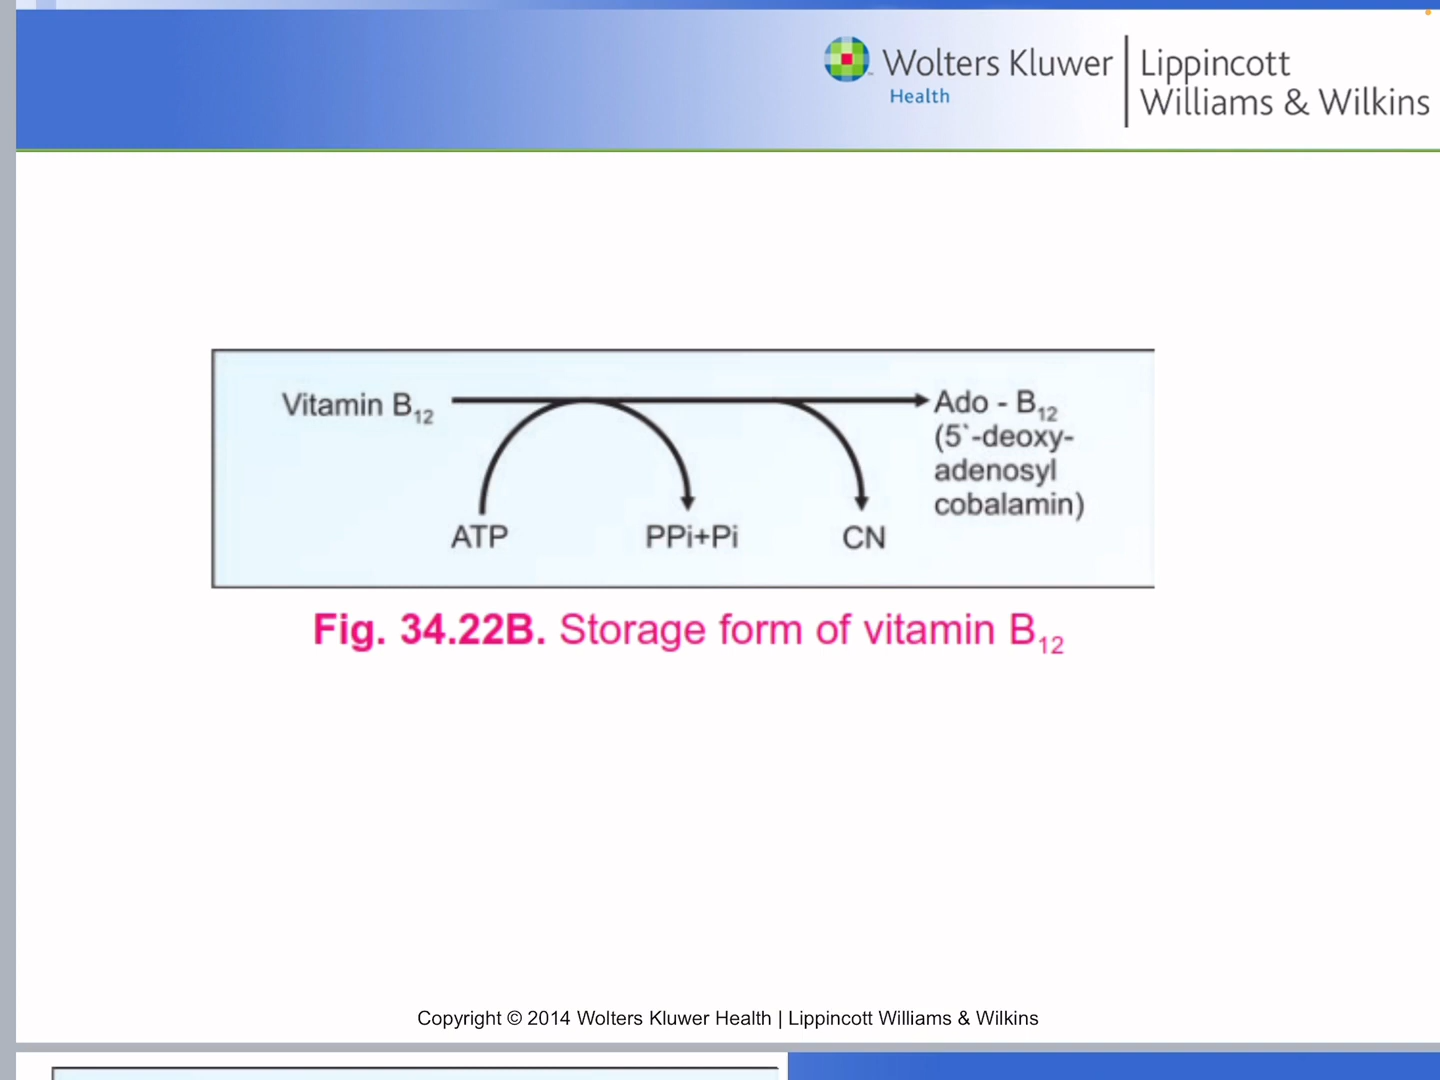 Wolters Kluwer
Health
Lippincott
Williams & Wilkins
Vitamin B₁₂
Ado - B₁₂
(5`-deoxy-
adenosyl
cobalamin)
ATP
PPi+Pi
CN
Fig. 34.22B. Storage form of vitamin B₁₂
Copyright © 2014 Wolters Kluwer Health | Lippincott Williams & Wilkins